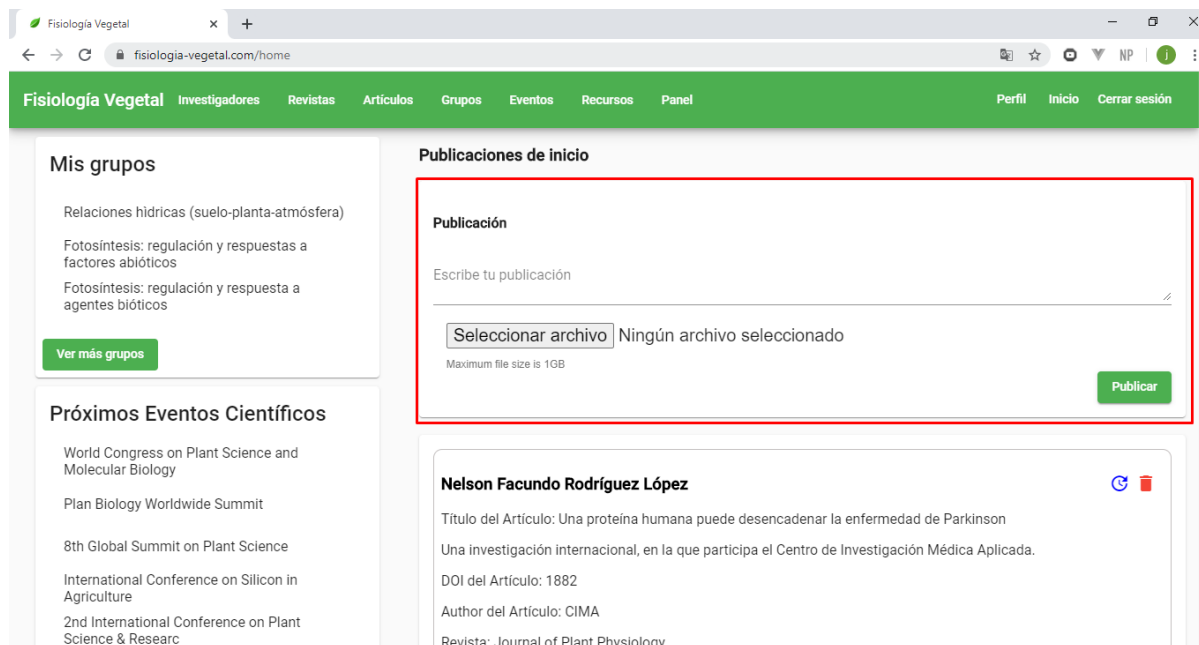 Fisiología Vegetal
fisiologia-vegetal.com/home
NP
j
Fisiología Vegetal Investigadores Revistas Artículos Grupos Eventos Recursos Panel Perfil Inicio Cerrar sesión
Mis grupos
Relaciones hidricas (suelo-planta-atmósfera)
Fotosíntesis: regulación y respuestas a
factores abióticos
Fotosíntesis: regulación y respuesta a
agentes bióticos
Ver más grupos
Próximos Eventos Científicos
World Congress on Plant Science and
Molecular Biology
Plan Biology Worldwide Summit
8th Global Summit on Plant Science
International Conference on Silicon in
Agriculture
2nd International Conference on Plant
Science & Researc
Publicaciones de inicio
Publicación
Escribe tu publicación
Seleccionar archivo Ningún archivo seleccionado
Maximum file size is 1GB
Publicar
Nelson Facundo Rodríguez López
Título del Artículo: Una proteína humana puede desencadenar la enfermedad de Parkinson
Una investigación internacional, en la que participa el Centro de Investigación Médica Aplicada.
DOI del Artículo: 1882
Author del Artículo: CIMA
Revista: Journal of Plant Physiology